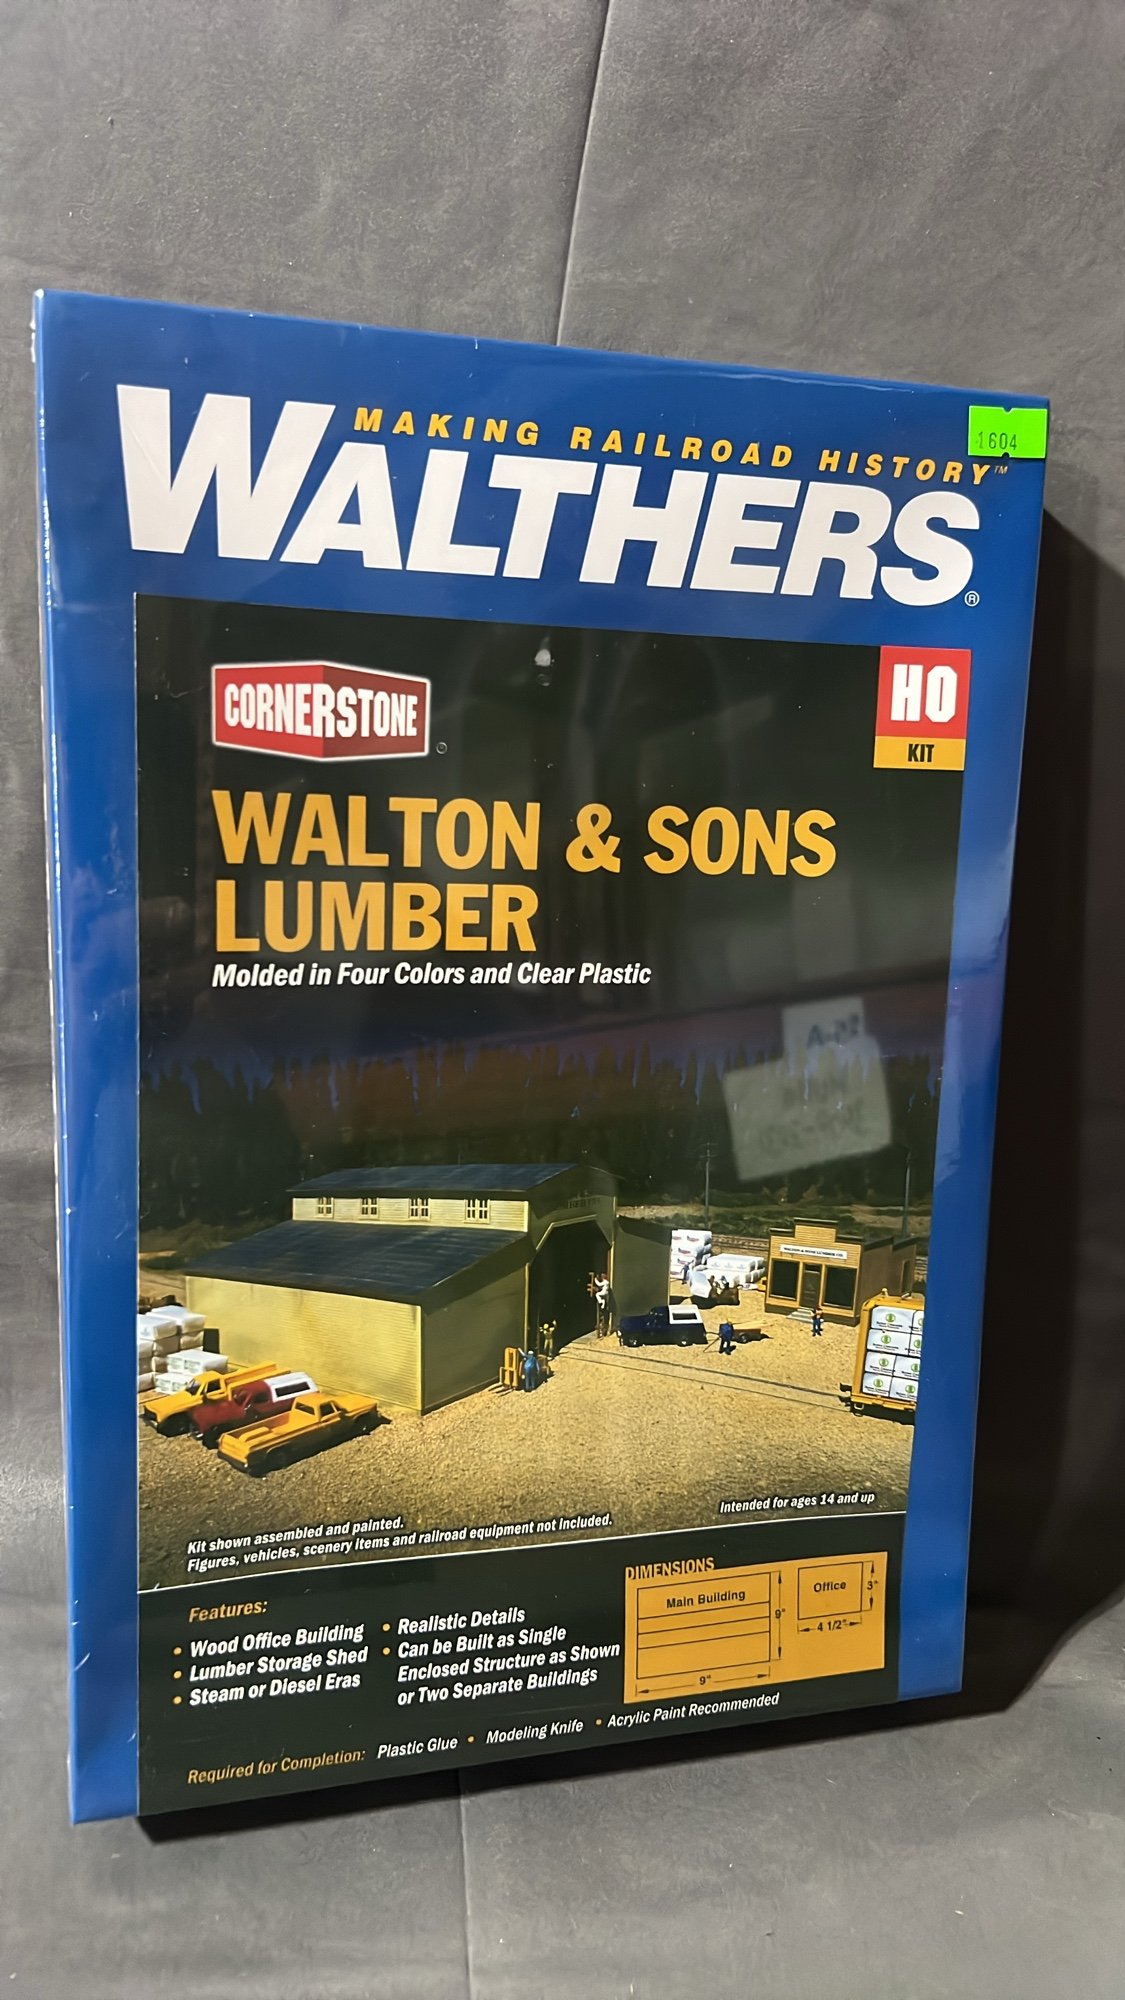 MAKING RAILROAD HISTORY™
1604
WALTHERS®
CORNERSTONE
HO
KIT
WALTON & SONS
LUMBER
Molded in Four Colors and Clear Plastic
Intended for ages 14 and up
Kit shown assembled and painted.
Figures, vehicles, scenery items and railroad equipment not included.
Features:
• Wood Office Building
• Lumber Storage Shed
• Steam or Diesel Eras
• Realistic Details
• Can be Built as Single
Enclosed Structure as Shown
or Two Separate Buildings
DIMENSIONS
Main Building
9"
9"
Office
3"
4 1/2"
Required for Completion: Plastic Glue • Modeling Knife • Acrylic Paint Recommended